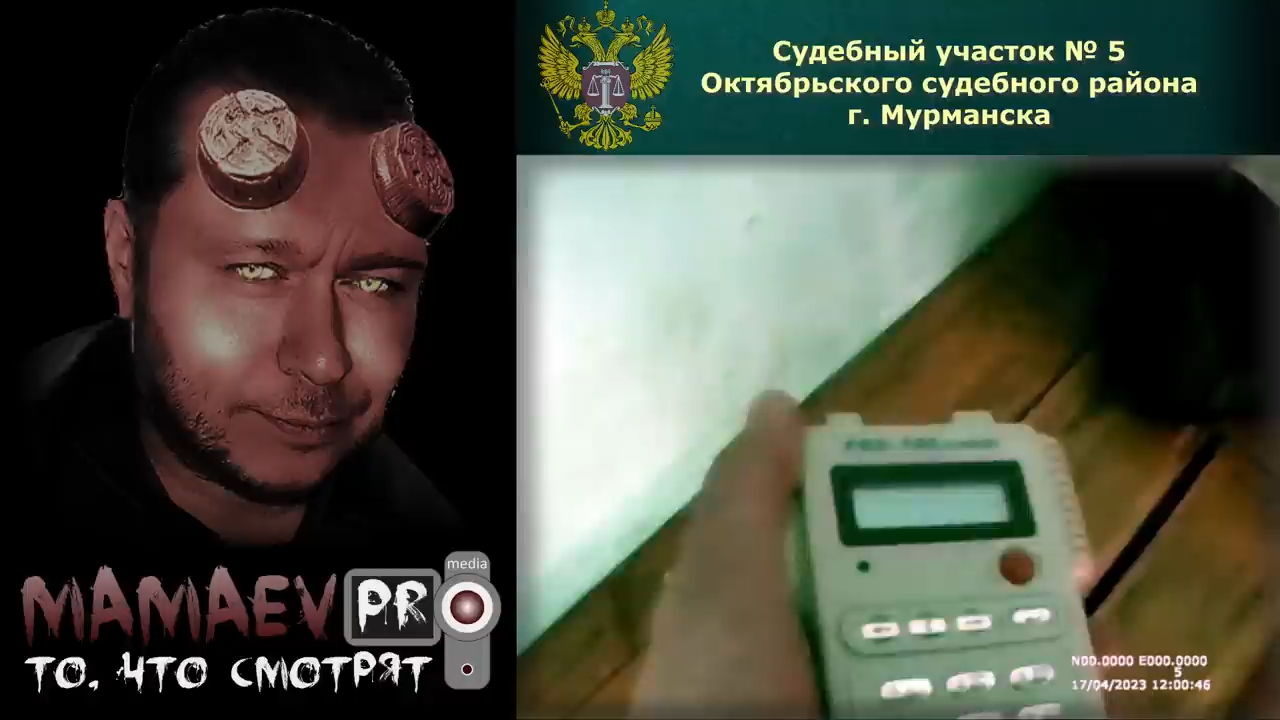 Судебный участок № 5
Октябрьского судебного района
г. Мурманска
media
MAMAEV PRO
ТО, ЧТО СМОТРЯТ
N00.0000 E000.0000
5
17/04/2023 12:00:46